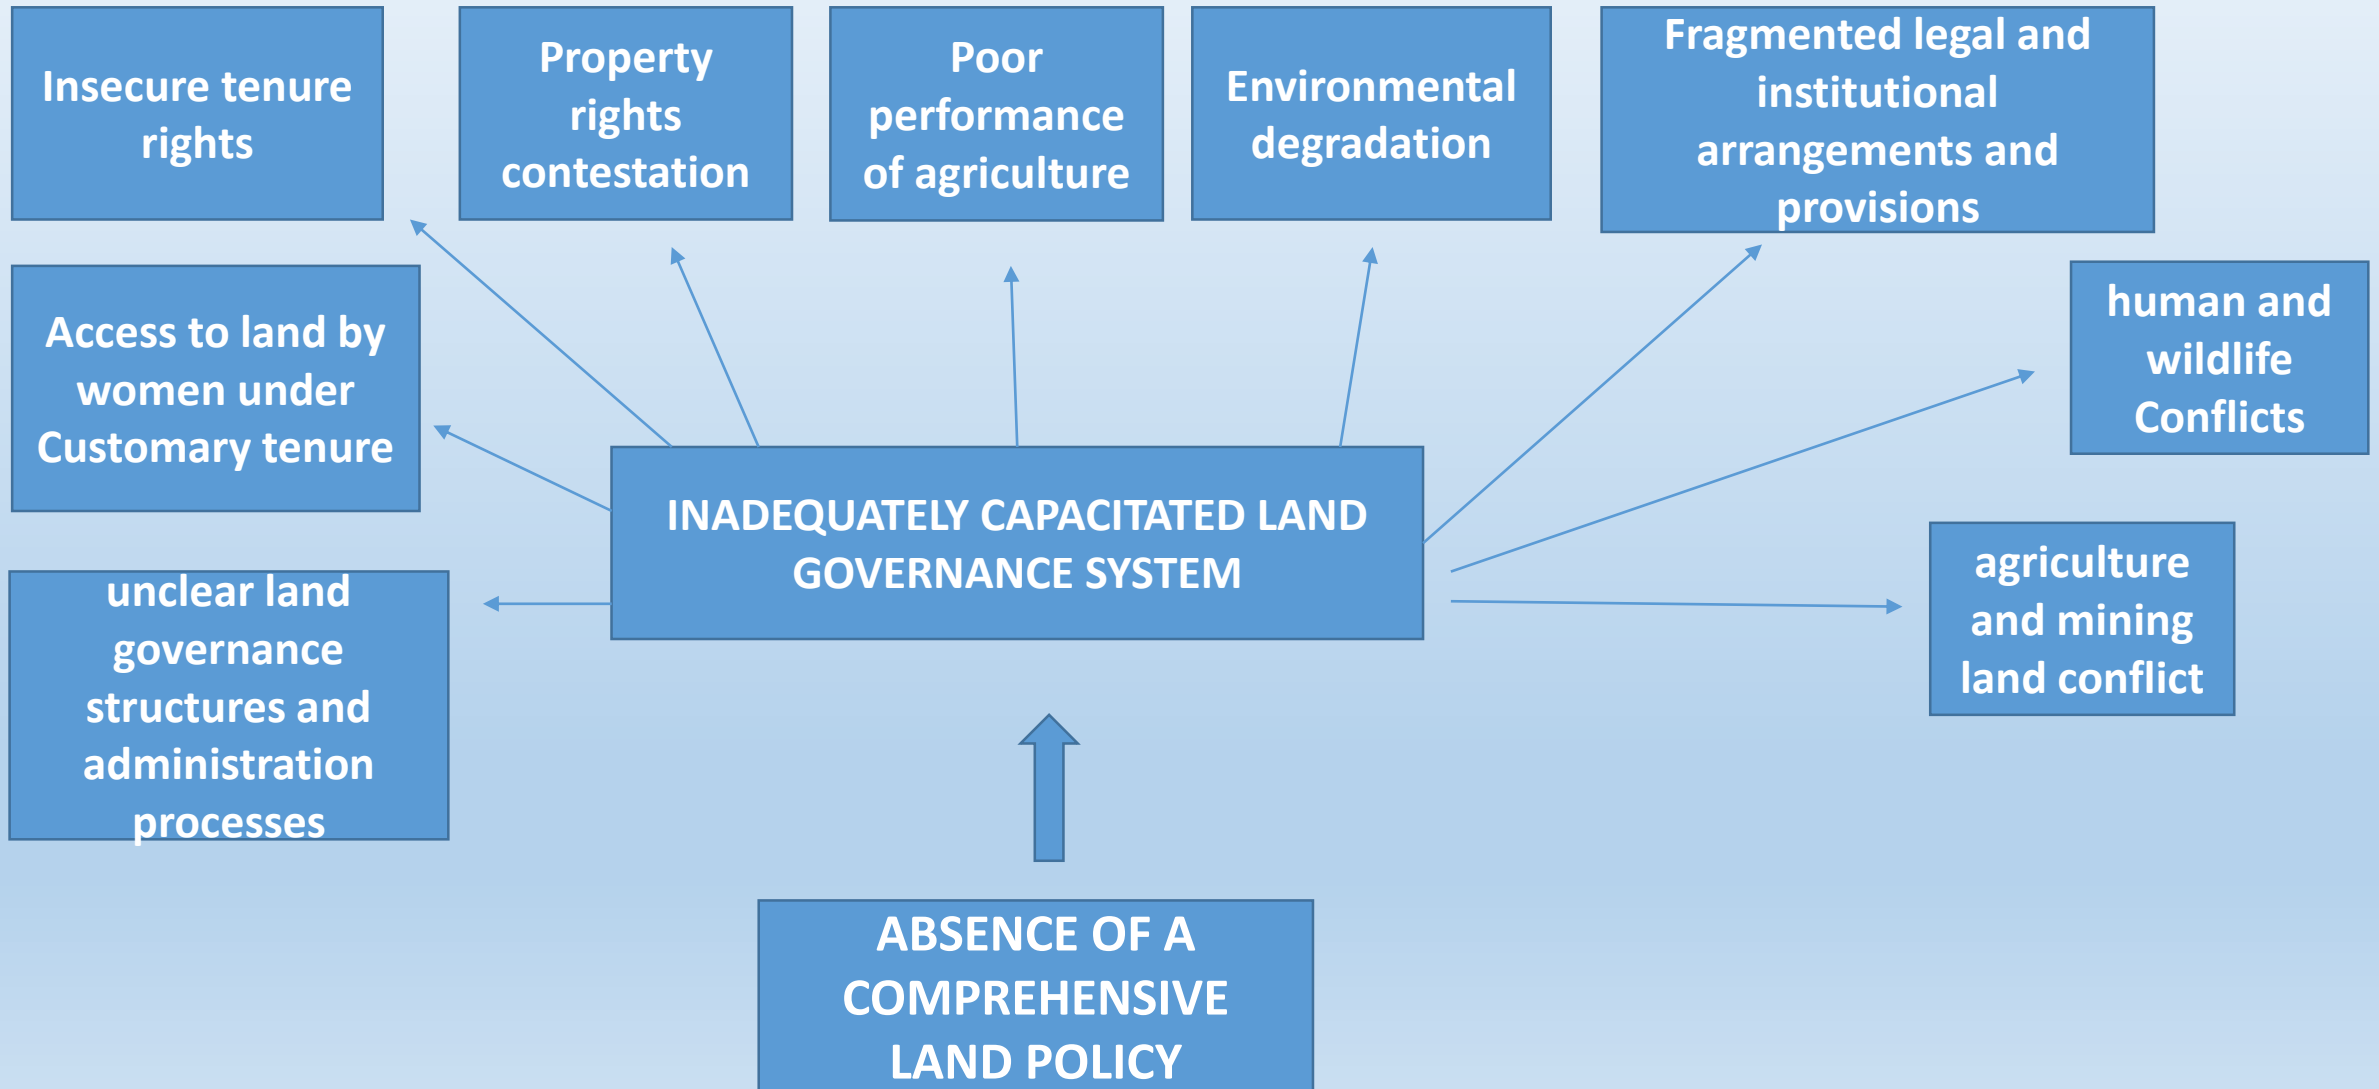 Insecure tenure
rights
Property
rights
contestation
Poor
performance
of agriculture
Environmental
degradation
Fragmented legal and
institutional
arrangements and
provisions
Access to land by
women under
Customary tenure
human and
wildlife
Conflicts
INADEQUATELY CAPACITATED LAND
GOVERNANCE SYSTEM
agriculture
and mining
land conflict
unclear land
governance
structures and
administration
processes
ABSENCE OF A
COMPREHENSIVE
LAND POLICY